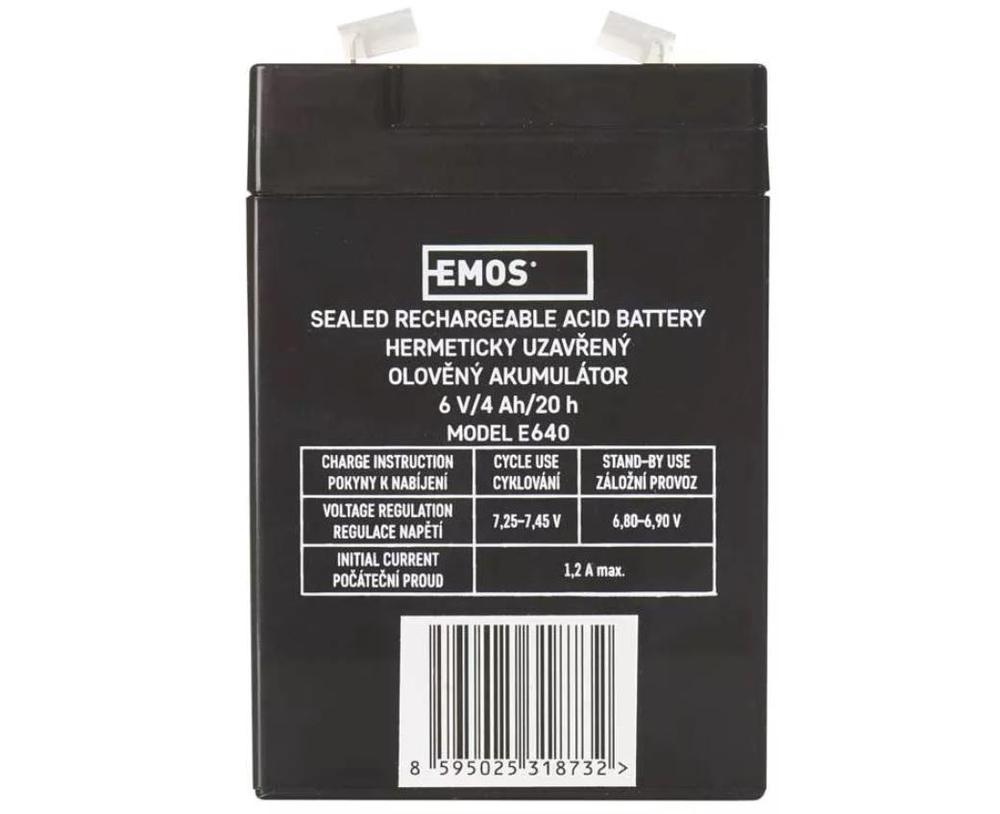 EMOS
SEALED RECHARGEABLE ACID BATTERY
HERMETICKY UZAVŘENÝ
OLOVĚNÝ AKUMULÁTOR
6 V/4 Ah/20 h
MODEL E640
CHARGE INSTRUCTION
POKYNY K NABÍJENÍ
CYCLE USE
CYKLOVÁNÍ
STAND-BY USE
ZÁLOŽNÍ PROVOZ
VOLTAGE REGULATION
REGULACE NAPĚTÍ
7,25-7,45 V
6,80-6,90 V
INITIAL CURRENT
POČÁTEČNÍ PROUD
1,2 A max.
8 595025 318732 >